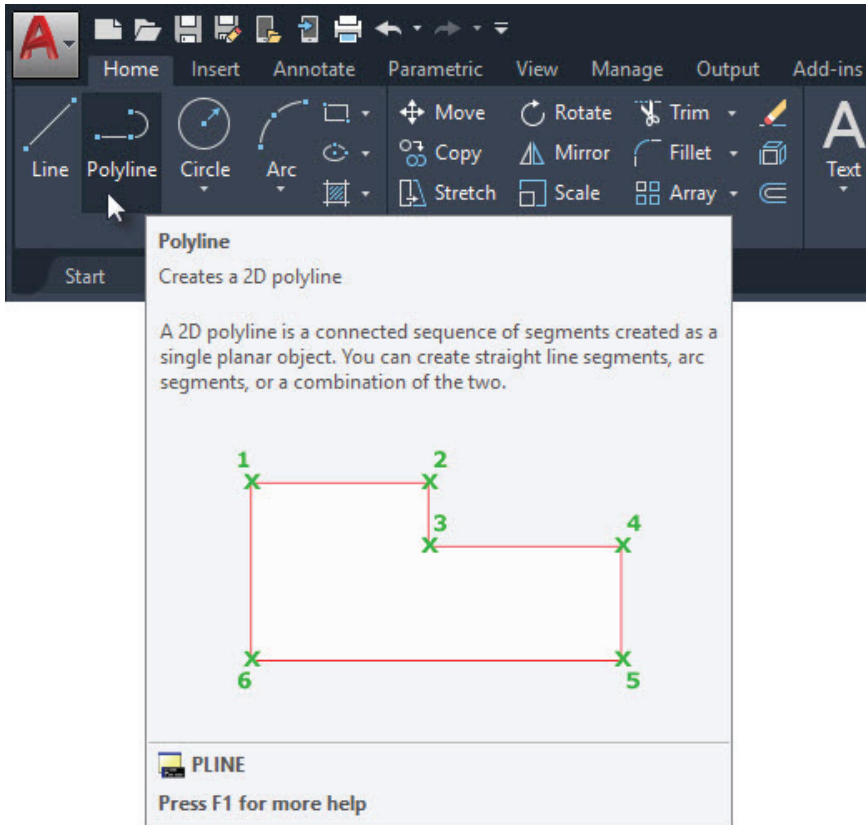 A
Home Insert Annotate Parametric View Manage Output Add-ins
Move Rotate Trim
Line Polyline Circle Arc Copy Mirror Fillet A Text
Stretch Scale Array
Start
Polyline
Creates a 2D polyline
A 2D polyline is a connected sequence of segments created as a
single planar object. You can create straight line segments, arc
segments, or a combination of the two.
1 2
3 4
6 5
PLINE
Press F1 for more help